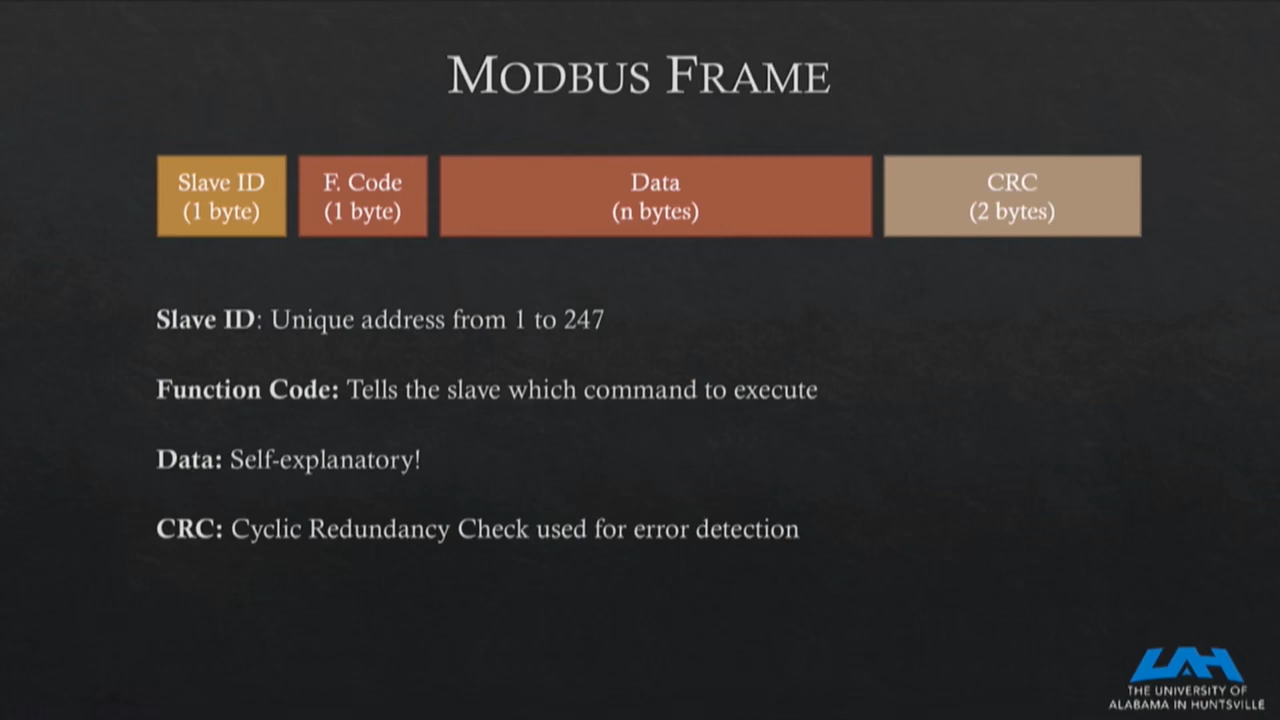 MODBUS FRAME
Slave ID
(1 byte)
F. Code
(1 byte)
Data
(n bytes)
CRC
(2 bytes)
Slave ID: Unique address from 1 to 247
Function Code: Tells the slave which command to execute
Data: Self-explanatory!
CRC: Cyclic Redundancy Check used for error detection
UAH
THE UNIVERSITY OF
ALABAMA IN HUNTSVILLE